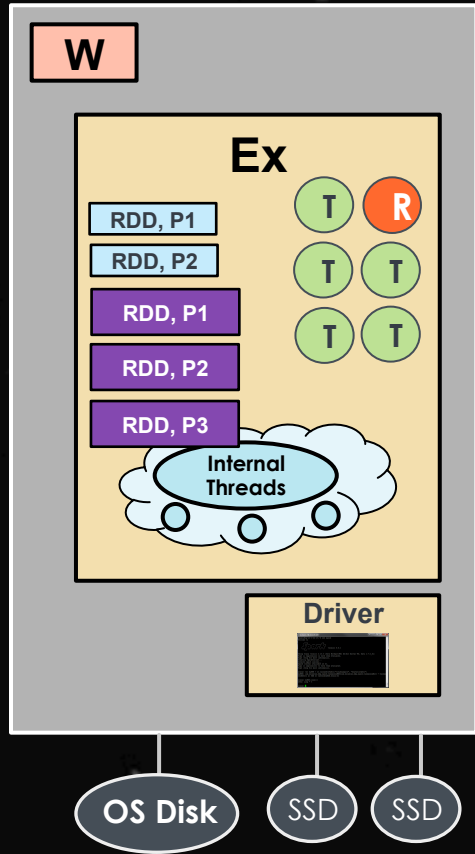 W
Ex
T
R
RDD, P1
RDD, P2
T
T
RDD, P1
T
T
RDD, P2
RDD, P3
Internal
Threads
Driver
OS Disk
SSD
SSD